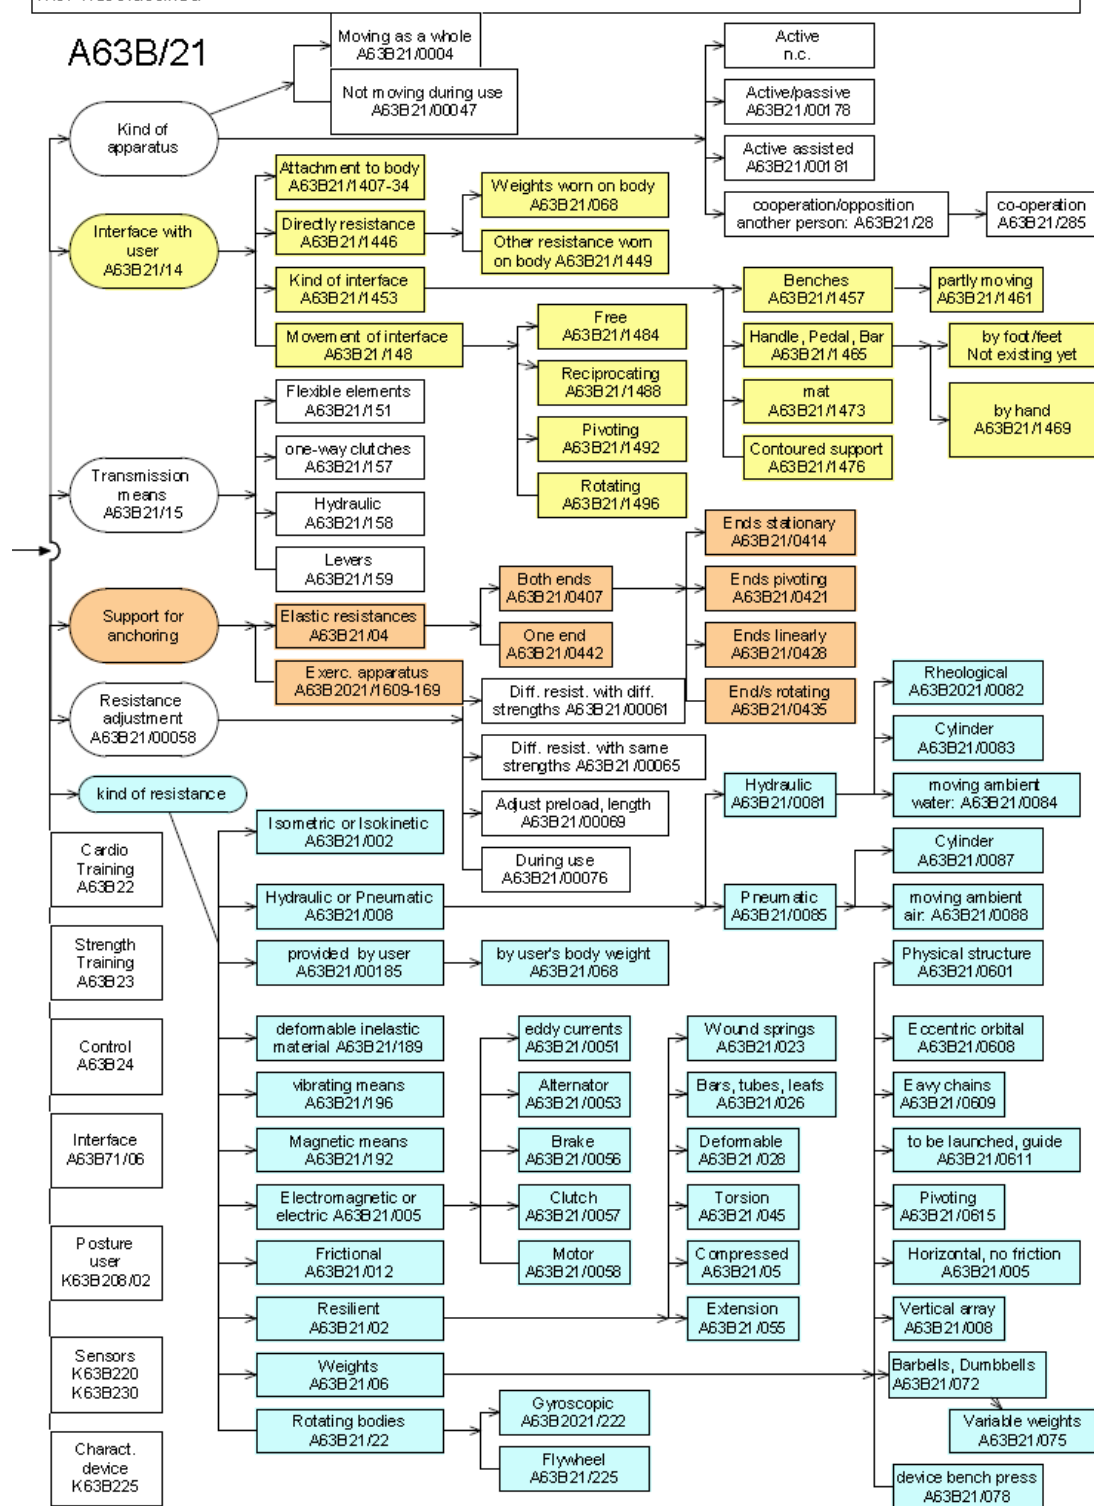 A63B/21
Moving as a whole
A63B21/0004
Not moving during use
A63B21/00047
Active
n.c.
Active/passive
A63B21/00178
Active assisted
A63B21/00181
cooperation/opposition
another person: A63B21/28
co-operation
A63B21/285
Kind of
apparatus
Interface with
user
A63B21/14
Attachment to body
A63B21/1407-34
Directly resistance
A63B21/1446
Weights worn on body
A63B21/068
Other resistance worn
on body A63B21/1449
Kind of interface
A63B21/1453
Movement of interface
A63B21/148
Free
A63B21/1484
Reciprocating
A63B21/1488
Pivoting
A63B21/1492
Rotating
A63B21/1496
Benches
A63B21/1457
partly moving
A63B21/1461
Handle, Pedal, Bar
A63B21/1465
by foot/feet
Not existing yet
by hand
A63B21/1469
mat
A63B21/1473
Contoured support
A63B21/1476
Transmission
means
A63B21/15
Flexible elements
A63B21/151
one-way clutches
A63B21/157
Hydraulic
A63B21/158
Levers
A63B21/159
Support for
anchoring
Elastic resistances
A63B21/04
Exerc. apparatus
A63B2021/1609-169
Both ends
A63B21/0407
One end
A63B21/0442
Ends stationary
A63B21/0414
Ends pivoting
A63B21/0421
Ends linearly
A63B21/0428
End/s rotating
A63B21/0435
Resistance
adjustment
A63B21/00058
Diff. resist. with diff.
strengths A63B21/00061
Diff. resist. with same
strengths A63B21/00065
Adjust preload, length
A63B21/00069
During use
A63B21/00076
kind of resistance
Isometric or Isokinetic
A63B21/002
Hydraulic or Pneumatic
A63B21/008
Hydraulic
A63B21/0081
Rheological
A63B2021/0082
Cylinder
A63B21/0083
moving ambient
water: A63B21/0084
Pneumatic
A63B21/0085
Cylinder
A63B21/0087
moving ambient
air: A63B21/0088
provided by user
A63B21/00185
by user's body weight
A63B21/068
deformable inelastic
material A63B21/189
vibrating means
A63B21/196
Magnetic means
A63B21/192
Electromagnetic or
electric A63B21/005
Frictional
A63B21/012
Resilient
A63B21/02
Weights
A63B21/06
Rotating bodies
A63B21/22
eddy currents
A63B21/0051
Alternator
A63B21/0053
Brake
A63B21/0056
Clutch
A63B21/0057
Motor
A63B21/0058
Wound springs
A63B21/023
Bars, tubes, leafs
A63B21/026
Deformable
A63B21/028
Torsion
A63B21/045
Compressed
A63B21/05
Extension
A63B21/055
Physical structure
A63B21/0601
Eccentric orbital
A63B21/0608
Eavy chains
A63B21/0609
to be launched, guide
A63B21/0611
Pivoting
A63B21/0615
Horizontal, no friction
A63B21/005
Vertical array
A63B21/008
Barbells, Dumbbells
A63B21/072
Variable weights
A63B21/075
device bench press
A63B21/078
Gyroscopic
A63B2021/222
Flywheel
A63B21/225
Cardio
Training
A63B22
Strength
Training
A63B23
Control
A63B24
Interface
A63B71/06
Posture
user
K63B208/02
Sensors
K63B220
K63B230
Charact.
device
K63B225